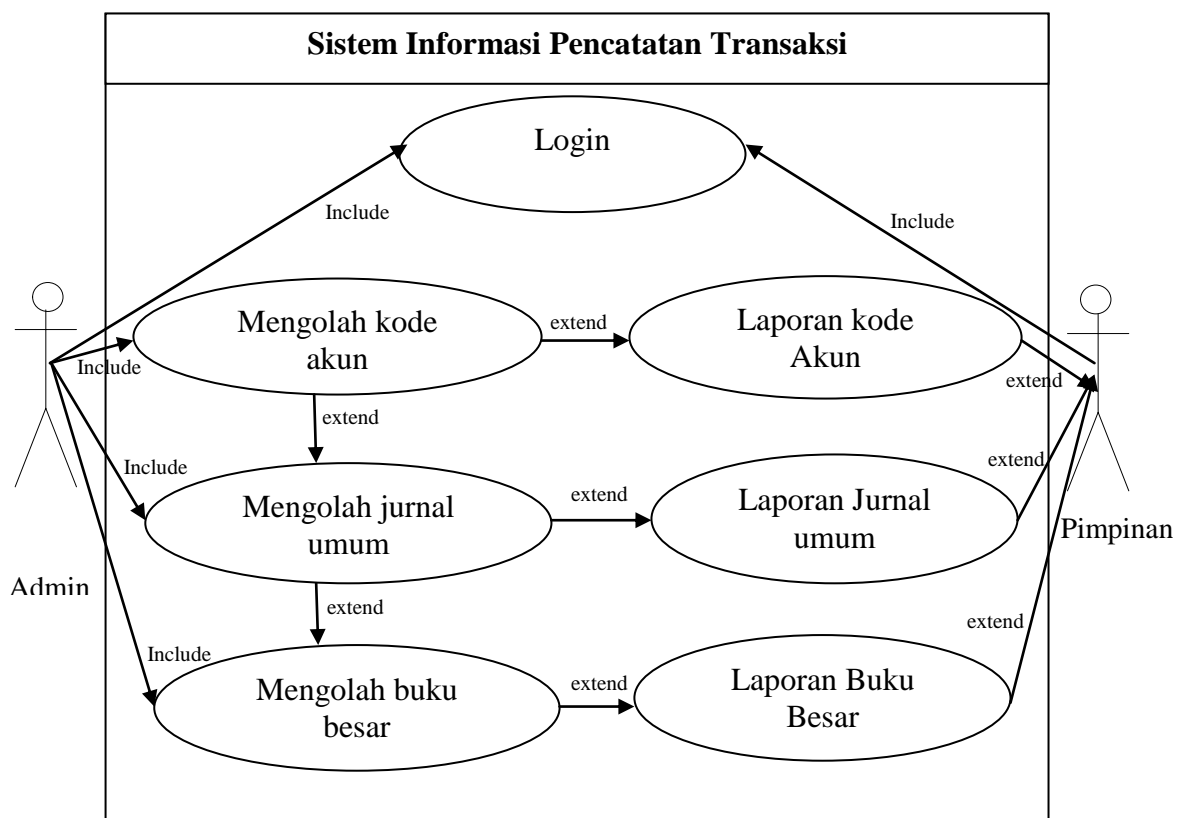 Sistem Informasi Pencatatan Transaksi
Login
Include
Include
Mengolah kode
akun
extend
Laporan kode
Akun
Include
extend
extend
Include
Mengolah jurnal
umum
extend
Laporan Jurnal
umum
extend
Pimpinan
Admin
extend
extend
Include
Mengolah buku
besar
extend
Laporan Buku
Besar